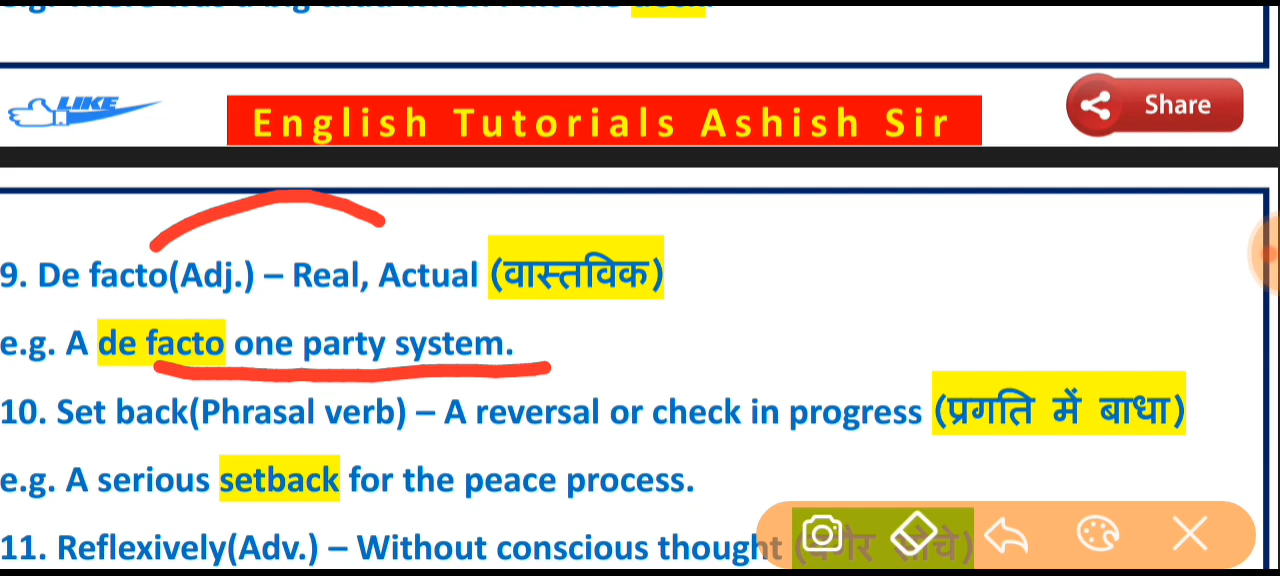 LIKE
English Tutorials Ashish Sir
Share
9. De facto(Adj.) – Real, Actual (वास्तविक)
e.g. A de facto one party system.
10. Set back(Phrasal verb) – A reversal or check in progress (प्रगति में बाधा)
e.g. A serious setback for the peace process.
11. Reflexively(Adv.) – Without conscious thought